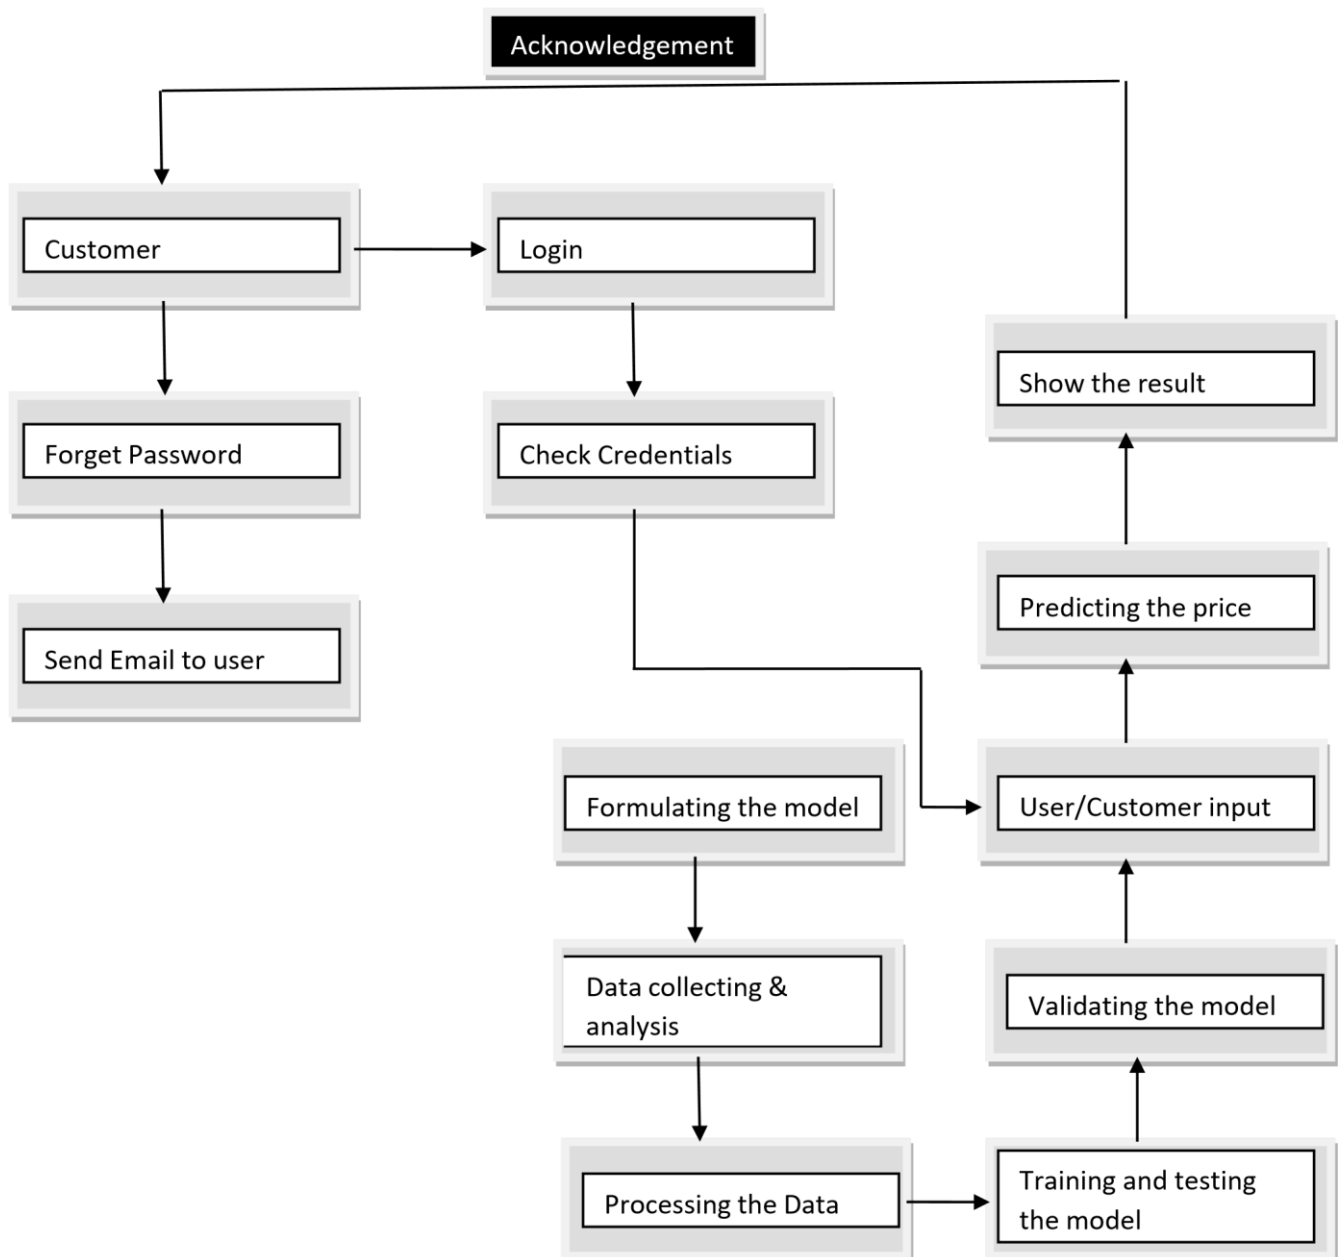 Acknowledgement
Customer
Login
Show the result
Forget Password
Check Credentials
Predicting the price
Send Email to user
Formulating the model
User/Customer input
Data collecting &
analysis
Validating the model
Processing the Data
Training and testing
the model